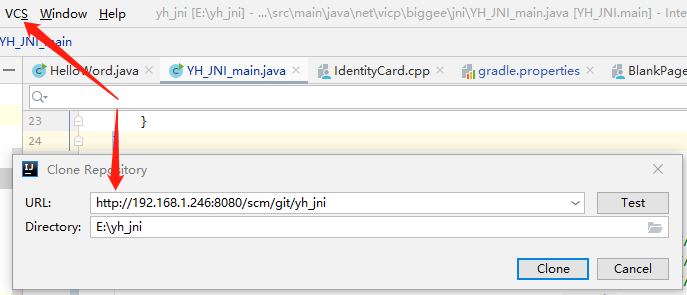 VCS Window Help yh_jni [E:\yh_jni] - ...\src\main\java\net\vicp\biggee\jni\YH_JNI_main.java [YH_JNI.main] - Inte
YH_JNI_main
HelloWord.java YH_JNI_main.java IdentityCard.cpp gradle.properties BlankPage
23 }
24
IJ Clone Repository
URL: http://192.168.1.246:8080/scm/git/yh_jni Test
Directory: E:\yh_jni
Clone Cancel